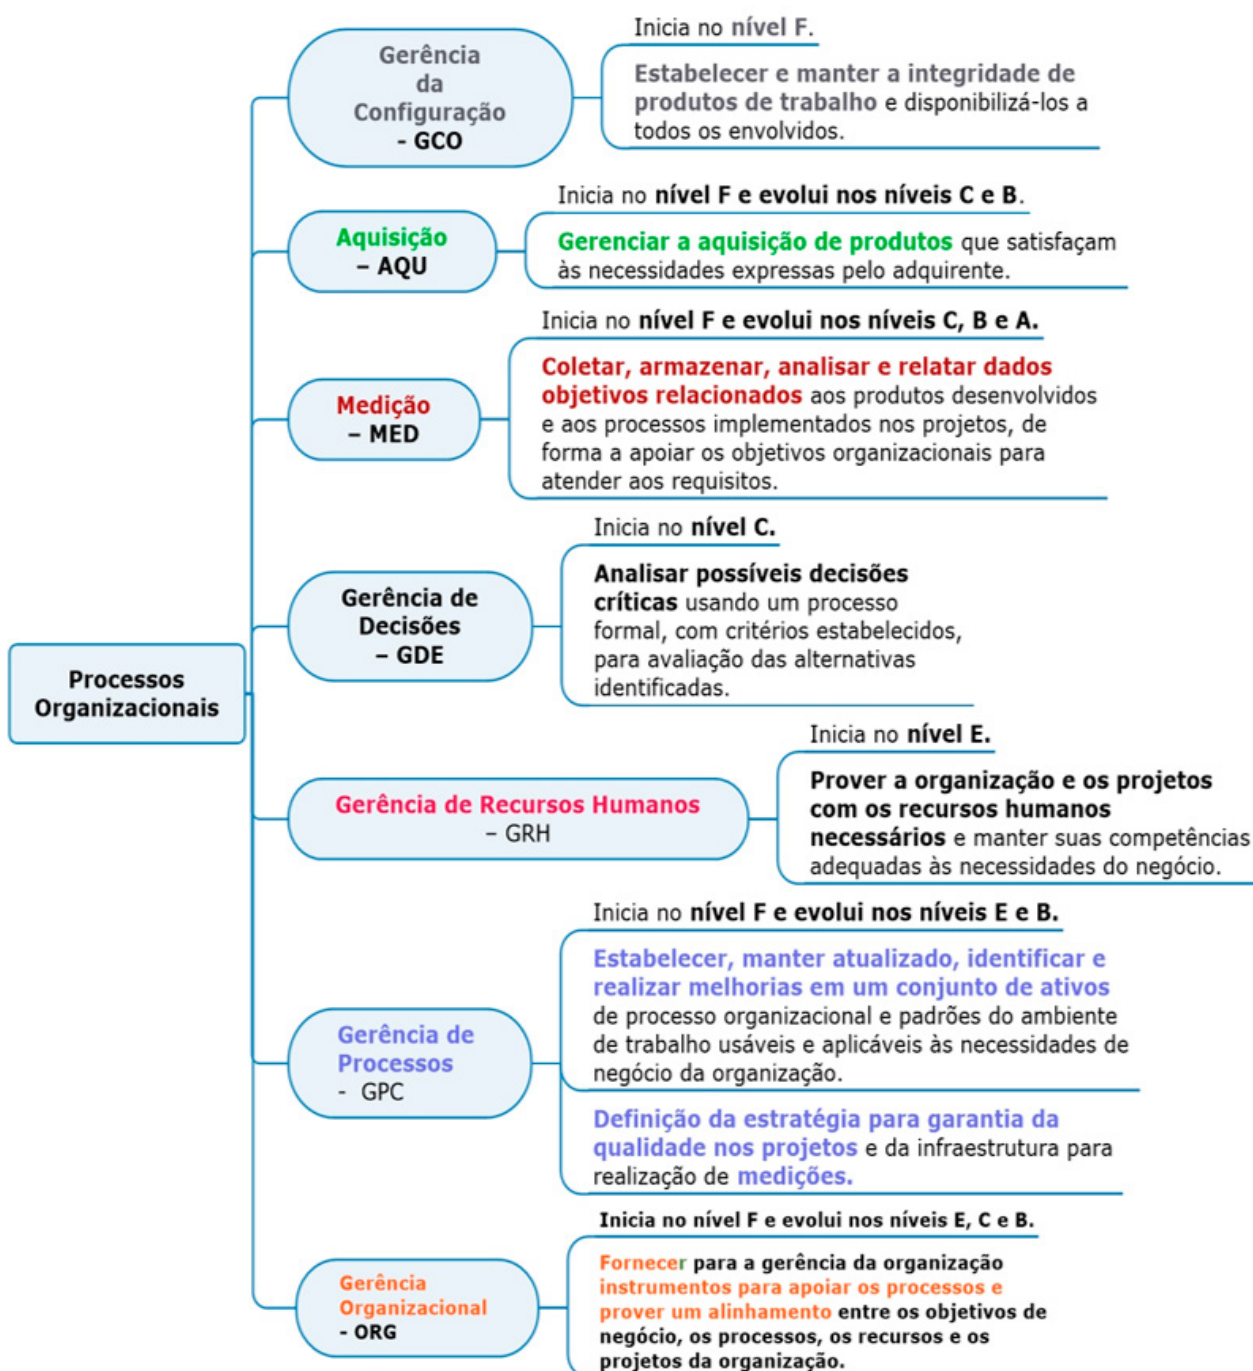 Processos
Organizacionais
Gerência
da
Configuração
- GCO
Inicia no nível F.
Estabelecer e manter a integridade de
produtos de trabalho e disponibilizá-los a
todos os envolvidos.
Aquisição
– AQU
Inicia no nível F e evolui nos níveis C e B.
Gerenciar a aquisição de produtos que satisfaçam
às necessidades expressas pelo adquirente.
Medição
– MED
Inicia no nível F e evolui nos níveis C, B e A.
Coletar, armazenar, analisar e relatar dados
objetivos relacionados aos produtos desenvolvidos
e aos processos implementados nos projetos, de
forma a apoiar os objetivos organizacionais para
atender aos requisitos.
Gerência de
Decisões
– GDE
Inicia no nível C.
Analisar possíveis decisões
críticas usando um processo
formal, com critérios estabelecidos,
para avaliação das alternativas
identificadas.
Gerência de Recursos Humanos
– GRH
Inicia no nível E.
Prover a organização e os projetos
com os recursos humanos
necessários e manter suas competências
adequadas às necessidades do negócio.
Gerência de
Processos
- GPC
Inicia no nível F e evolui nos níveis E e B.
Estabelecer, manter atualizado, identificar e
realizar melhorias em um conjunto de ativos
de processo organizacional e padrões do ambiente
de trabalho usáveis e aplicáveis às necessidades de
negócio da organização.
Definição da estratégia para garantia da
qualidade nos projetos e da infraestrutura para
realização de medições.
Gerência
Organizacional
- ORG
Inicia no nível F e evolui nos níveis E, C e B.
Fornecer para a gerência da organização
instrumentos para apoiar os processos e
prover um alinhamento entre os objetivos de
negócio, os processos, os recursos e os
projetos da organização.